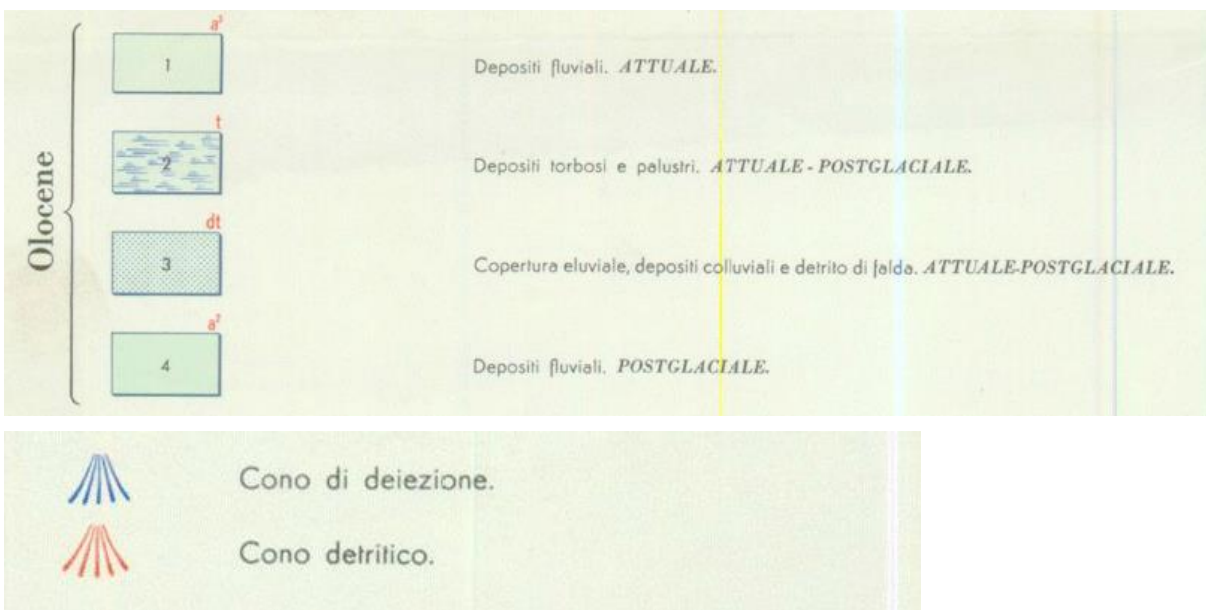 Olocene
a³
1
Depositi fluviali. ATTUALE.
t
2
Depositi torbosi e palustri. ATTUALE - POSTGLACIALE.
dt
3
Copertura eluviale, depositi colluviali e detrito di falda. ATTUALE-POSTGLACIALE.
a²
4
Depositi fluviali. POSTGLACIALE.
Cono di deiezione.
Cono detritico.